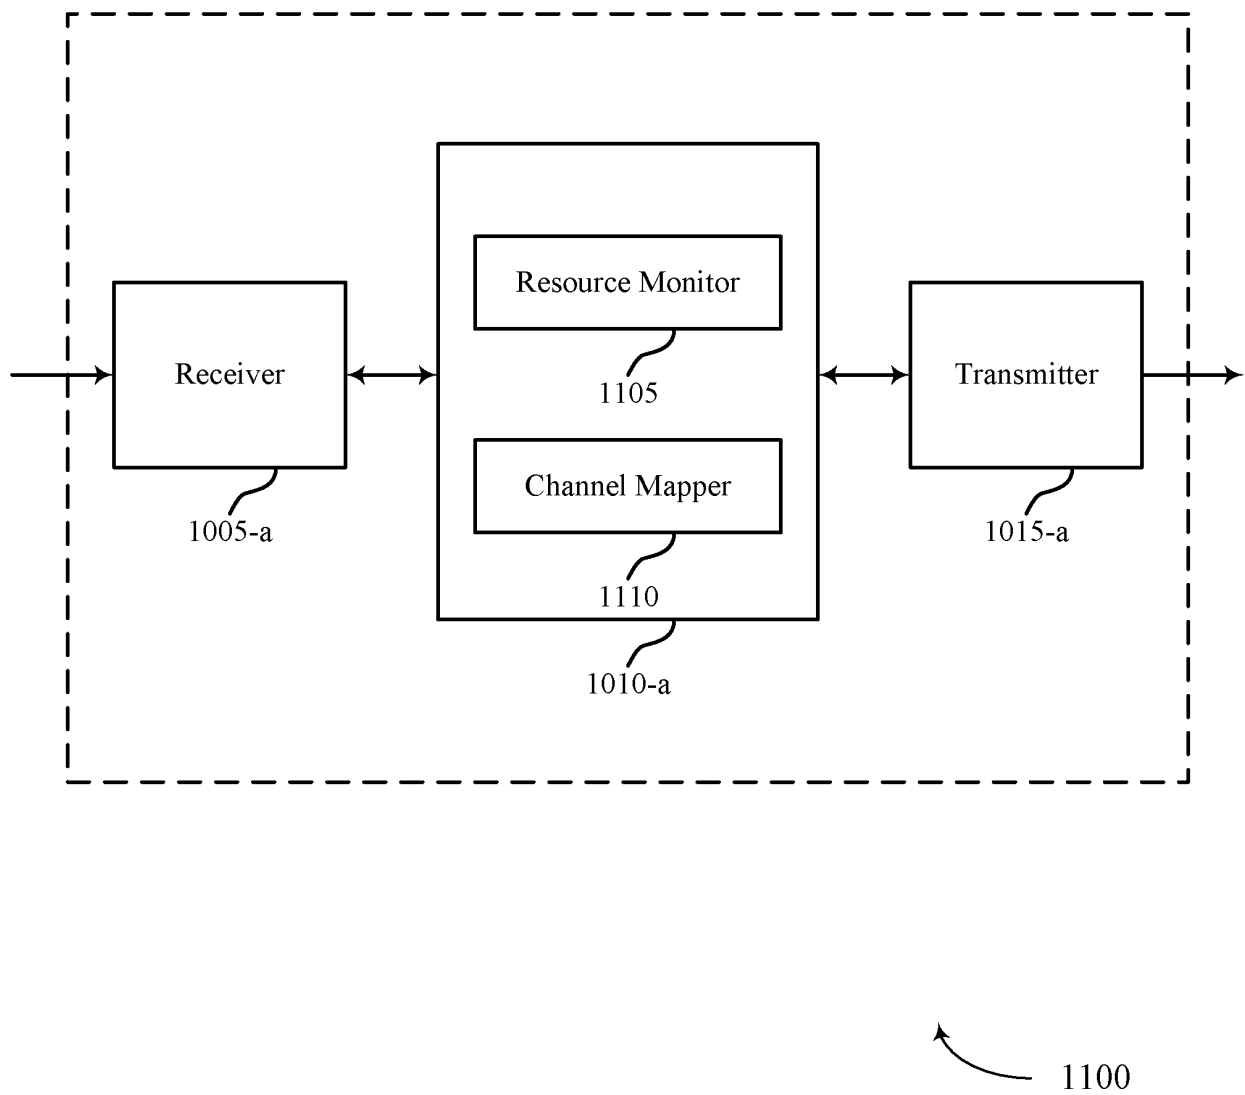 Resource Monitor
Receiver
Transmitter
1105
Channel Mapper
1005-a
1015-a
1110
1010-a
1100